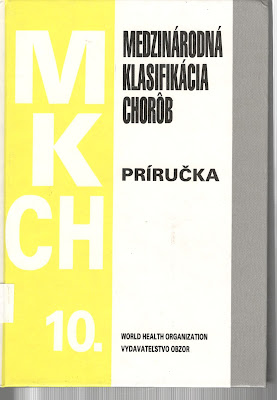 M
K
CH
10.
MEDZINÁRODNÁ
KLASIFIKÁCIA
CHORÔB
PRÍRUČKA
WORLD HEALTH ORGANIZATION
VYDAVATEĽSTVO OBZOR